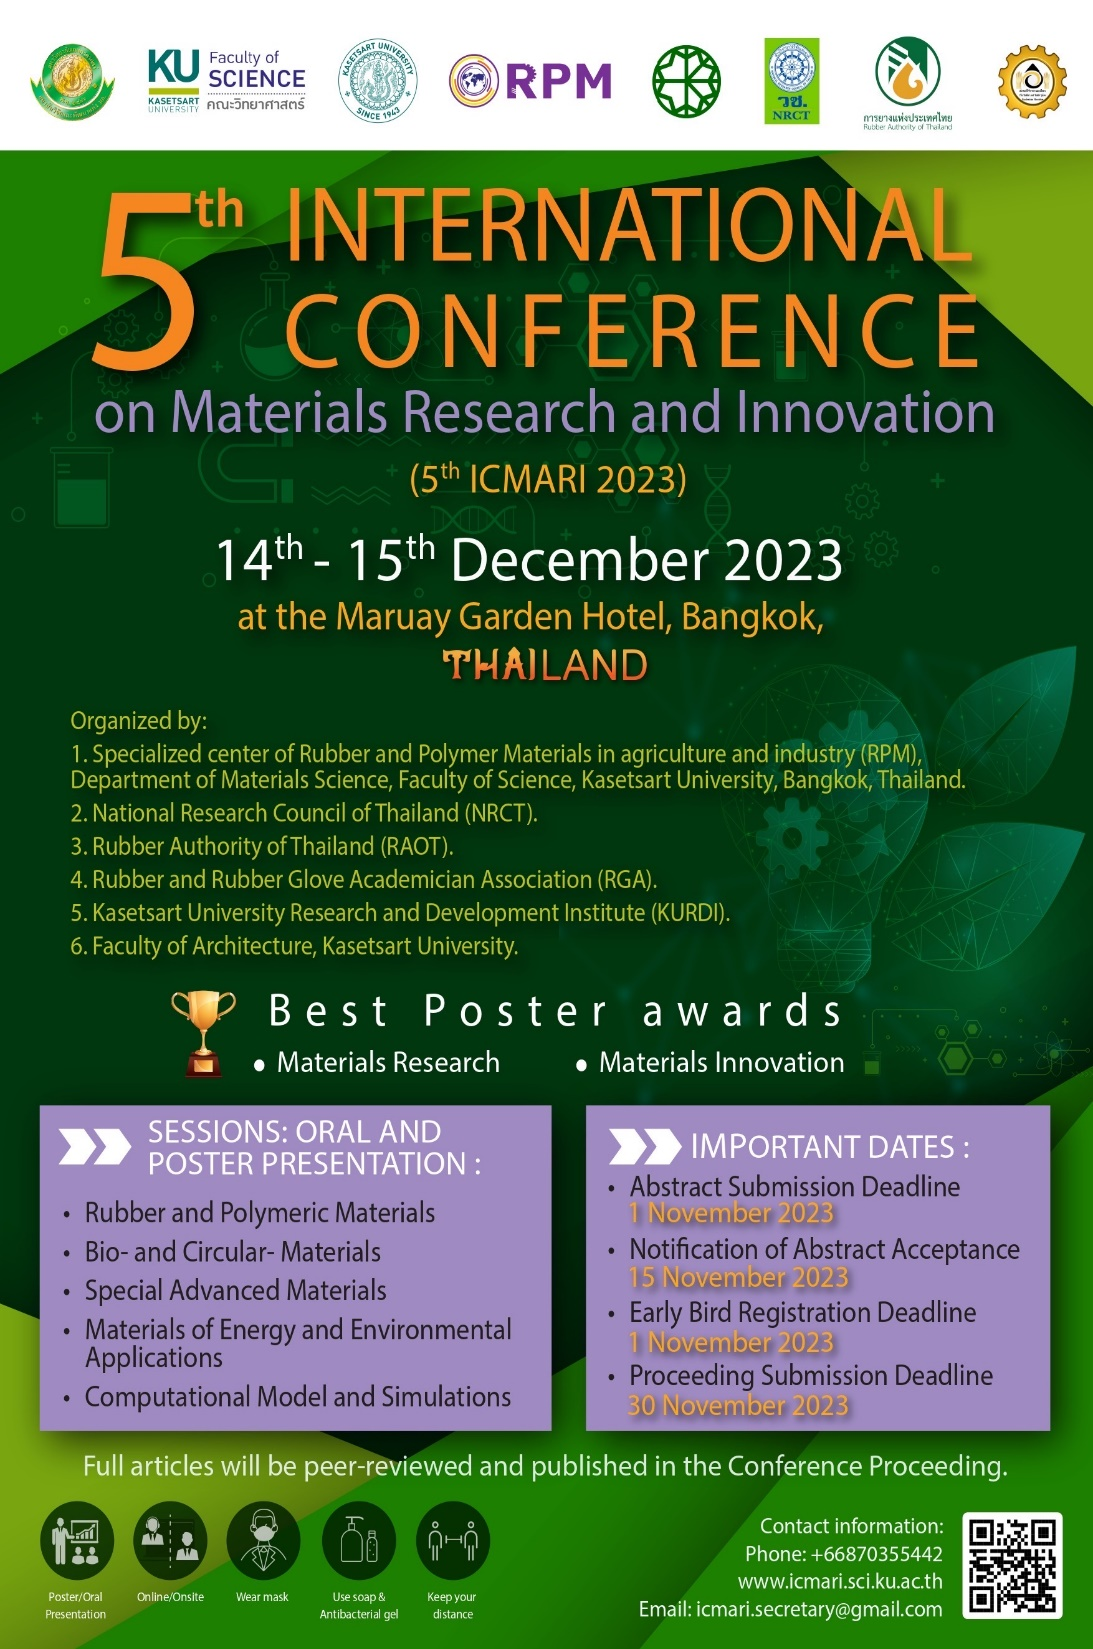 KU
KASETSART
UNIVERSITY
Faculty of
SCIENCE
คณะวิทยาศาสตร์
KASETSART UNIVERSITY
SINCE 1943
RPM
วช.
NRCT
การยางแห่งประเทศไทย
Rubber Authority of Thailand
5th INTERNATIONAL
CONFERENCE
on Materials Research and Innovation
(5th ICMARI 2023)
14th - 15th December 2023
at the Maruay Garden Hotel, Bangkok,
THAILAND
Organized by:
1. Specialized center of Rubber and Polymer Materials in agriculture and industry (RPM),
Department of Materials Science, Faculty of Science, Kasetsart University, Bangkok, Thailand.
2. National Research Council of Thailand (NRCT).
3. Rubber Authority of Thailand (RAOT).
4. Rubber and Rubber Glove Academician Association (RGA).
5. Kasetsart University Research and Development Institute (KURDI).
6. Faculty of Architecture, Kasetsart University.
Best Poster awards
• Materials Research
• Materials Innovation
SESSIONS: ORAL AND
POSTER PRESENTATION :
• Rubber and Polymeric Materials
• Bio- and Circular- Materials
• Special Advanced Materials
• Materials of Energy and Environmental
Applications
• Computational Model and Simulations
IMPORTANT DATES :
• Abstract Submission Deadline
1 November 2023
• Notification of Abstract Acceptance
15 November 2023
• Early Bird Registration Deadline
1 November 2023
• Proceeding Submission Deadline
30 November 2023
Full articles will be peer-reviewed and published in the Conference Proceeding.
Poster/Oral
Presentation
Online/Onsite
Wear mask
Use soap &
Antibacterial gel
Keep your
distance
Contact information:
Phone: +66870355442
www.icmari.sci.ku.ac.th
Email: icmari.secretary@gmail.com